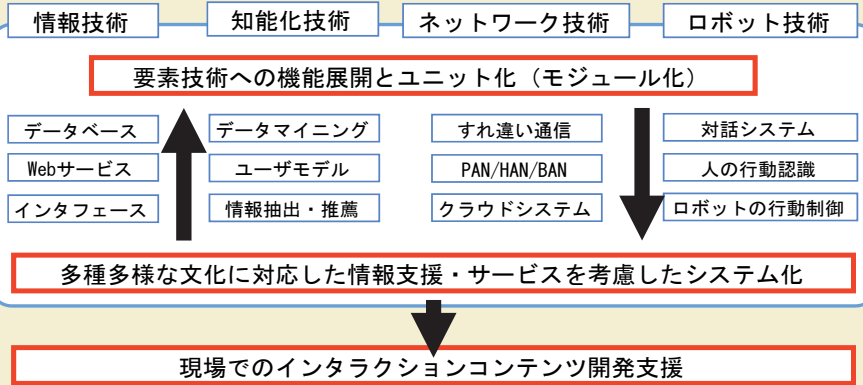 情報技術
知能化技術
ネットワーク技術
ロボット技術
要素技術への機能展開とユニット化（モジュール化）
データベース
データマイニング
すれ違い通信
対話システム
Webサービス
ユーザモデル
PAN/HAN/BAN
人の行動認識
インタフェース
情報抽出・推薦
クラウドシステム
ロボットの行動制御
多種多様な文化に対応した情報支援・サービスを考慮したシステム化
現場でのインタラクションコンテンツ開発支援